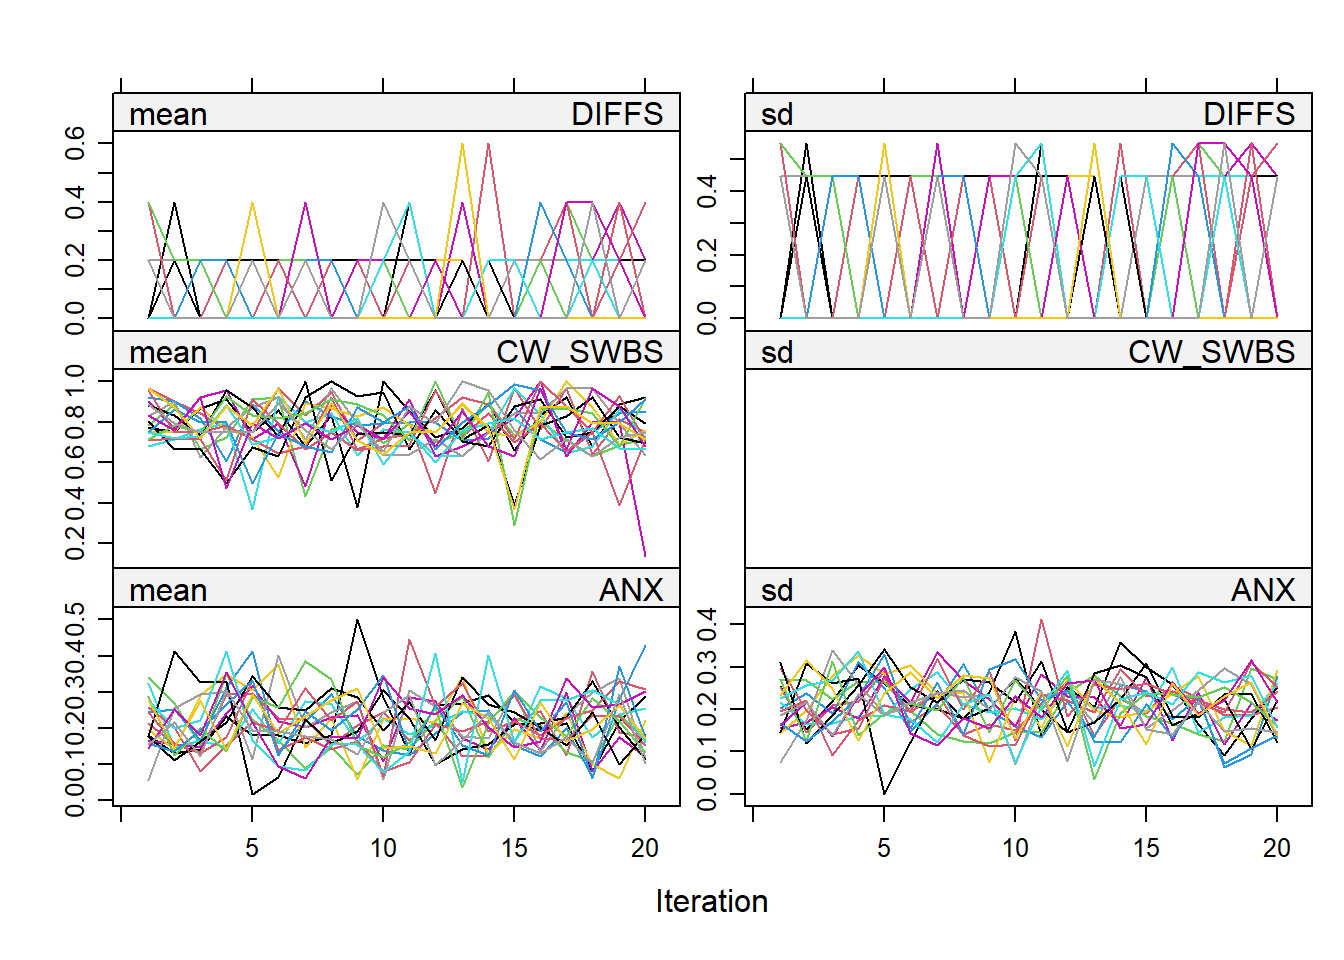 mean DIFFS
sd DIFFS
0.0 0.2 0.4 0.6
0.0 0.2 0.4
mean CW_SWBS
sd CW_SWBS
0.2 0.4 0.6 0.8 1.0
mean ANX
sd ANX
0.0 0.1 0.2 0.3 0.4 0.5
0.0 0.1 0.2 0.3 0.4
5 10 15 20
5 10 15 20
Iteration